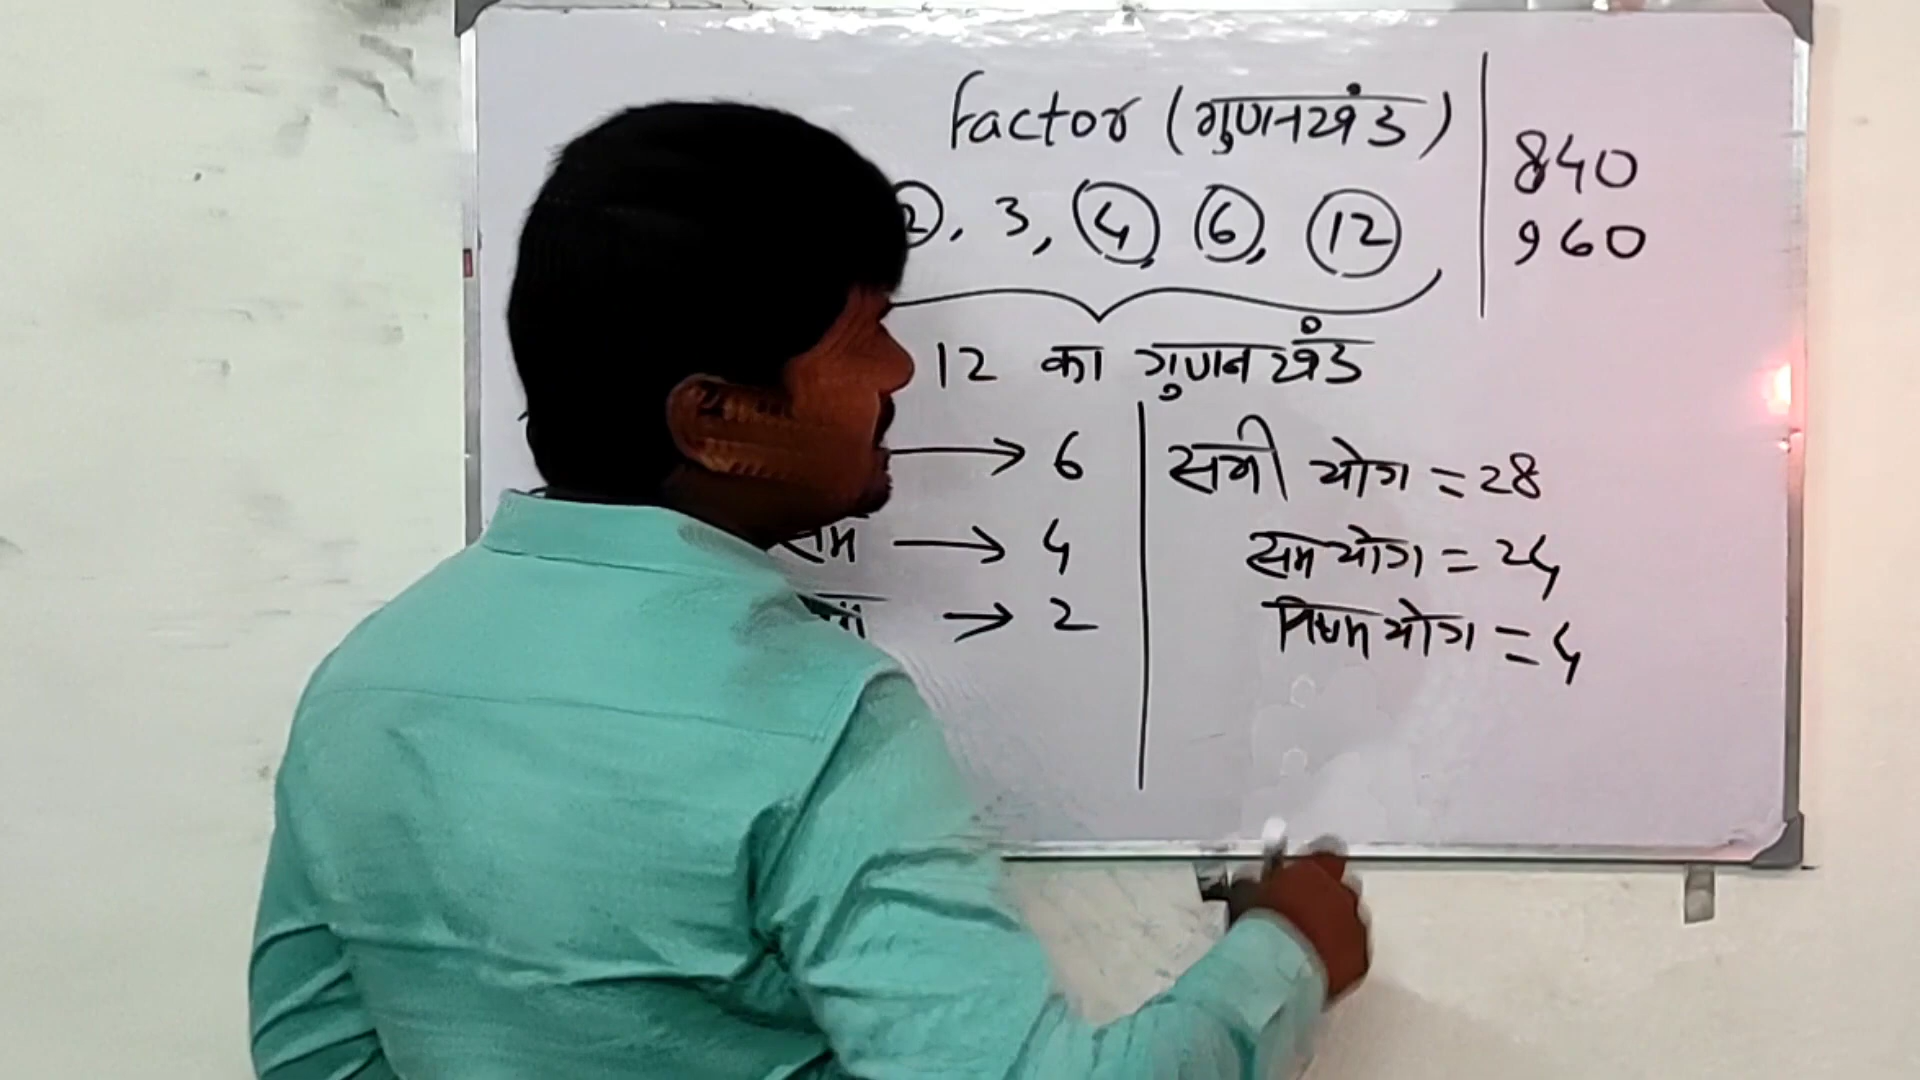 Factor (गुणनखंड)
840
960
2, 3, 4, 6, 12,
12 का गुणनखंड
→ 6
सम → 4
→ 2
सभी योग = 28
सम योग = 24
विषम योग = 4